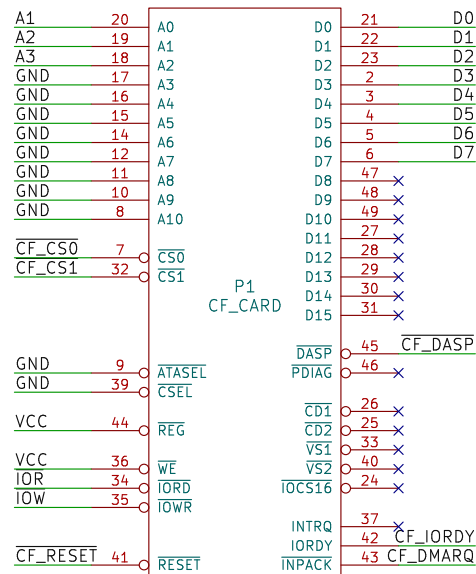 A1 20 A0 D0 21 D0
A2 19 A1 D1 22 D1
A3 18 A2 D2 23 D2
GND 17 A3 D3 2 D3
GND 16 A4 D4 3 D4
GND 15 A5 D5 4 D5
GND 14 A6 D6 5 D6
GND 12 A7 D7 6 D7
GND 11 A8 D8 47
GND 10 A9 D9 48
GND 8 A10 D10 49
D11 27
CF_CS0 7 CS0 D12 28
CF_CS1 32 CS1 D13 29
D14 30
D15 31
P1
CF_CARD
DASP 45 CF_DASP
GND 9 ATASEL PDIAG 46
GND 39 CSEL
CD1 26
VCC 44 REG CD2 25
VS1 33
VCC 36 WE VS2 40
IOR 34 IORD IOCS16 24
IOW 35 IOWR
INTRQ 37
IORDY 42 CF_IORDY
CF_RESET 41 RESET INPACK 43 CF_DMARQ